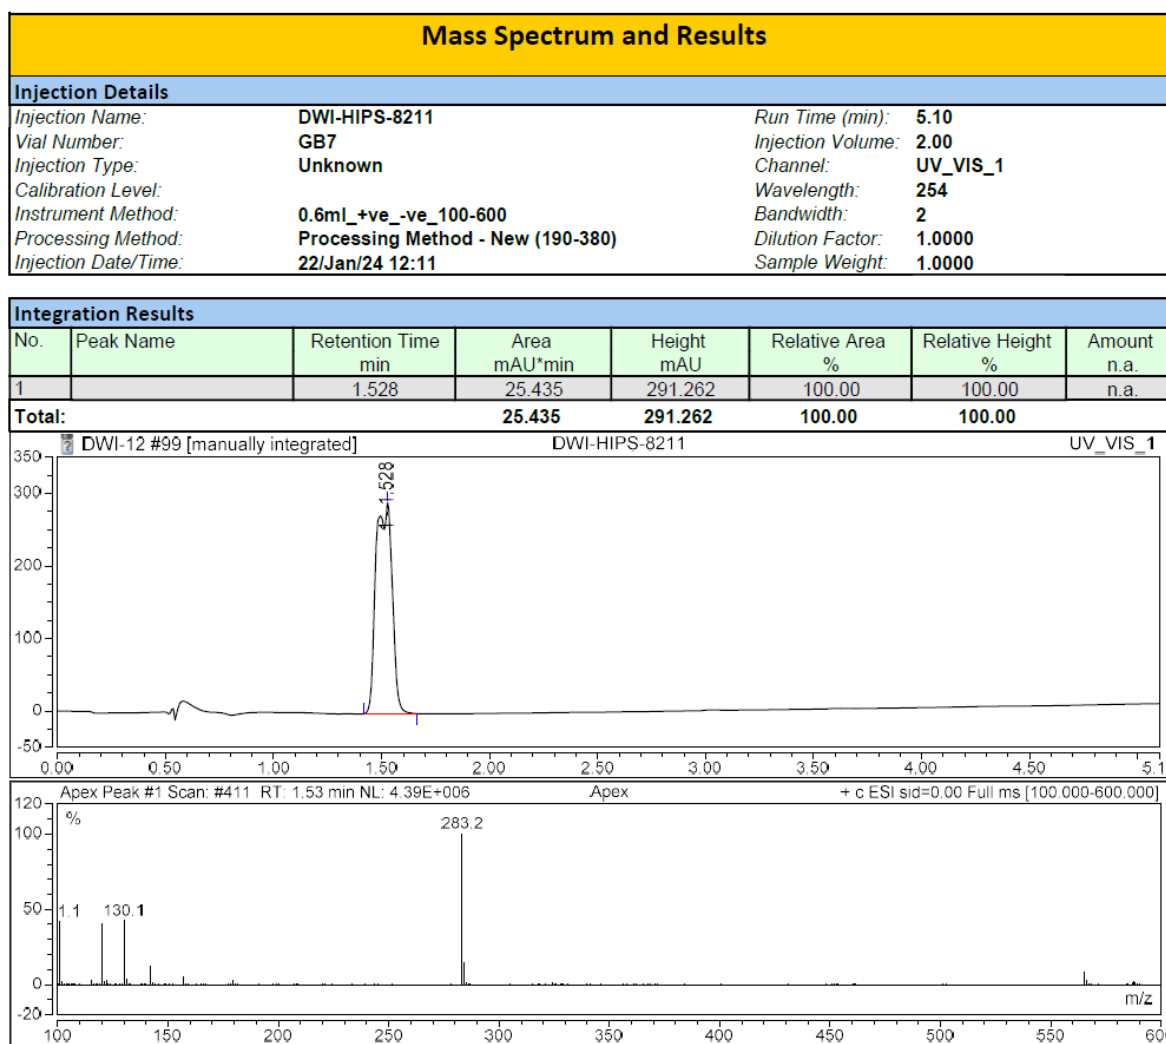 Mass Spectrum and Results
Injection Details
Injection Name: DWI-HIPS-8211 Run Time (min): 5.10
Vial Number: GB7 Injection Volume: 2.00
Injection Type: Unknown Channel: UV_VIS_1
Calibration Level: Wavelength: 254
Instrument Method: 0.6ml_+ve_-ve_100-600 Bandwidth: 2
Processing Method: Processing Method - New (190-380) Dilution Factor: 1.0000
Injection Date/Time: 22/Jan/24 12:11 Sample Weight: 1.0000
Integration Results
No. Peak Name Retention Time Area Height Relative Area Relative Height Amount
min mAU*min mAU % % n.a.
1 1.528 25.435 291.262 100.00 100.00 n.a.
Total: 25.435 291.262 100.00 100.00
DWI-12 #99 [manually integrated] DWI-HIPS-8211 UV_VIS_1
350
300
200
100
0
-50
1.528
0.00 0.50 1.00 1.50 2.00 2.50 3.00 3.50 4.00 4.50 5.1
Apex Peak #1 Scan: #411 RT: 1.53 min NL: 4.39E+006 Apex + c ESI sid=0.00 Full ms [100.000-600.000]
120
%
100
283.2
50
1.1 130.1
0
-20
m/z
100 150 200 250 300 350 400 450 500 550 600